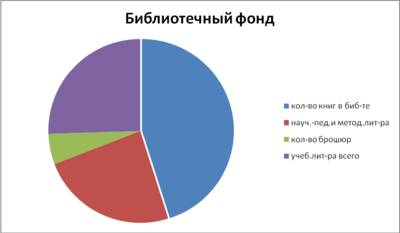 Библиотечный фонд
кол-во книг в биб-те
науч.-пед.и метод.лит-ра
кол-во брошюр
учеб.лит-ра всего